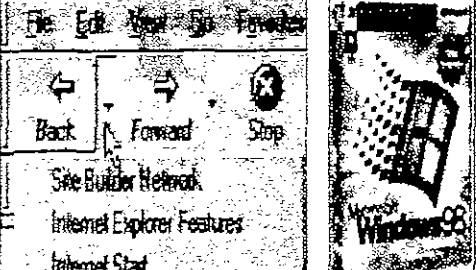 File Edit View Go Favorites
Back Forward Stop
Site Builder Network
Internet Explorer Features
Internet Start
Microsoft
Windows98